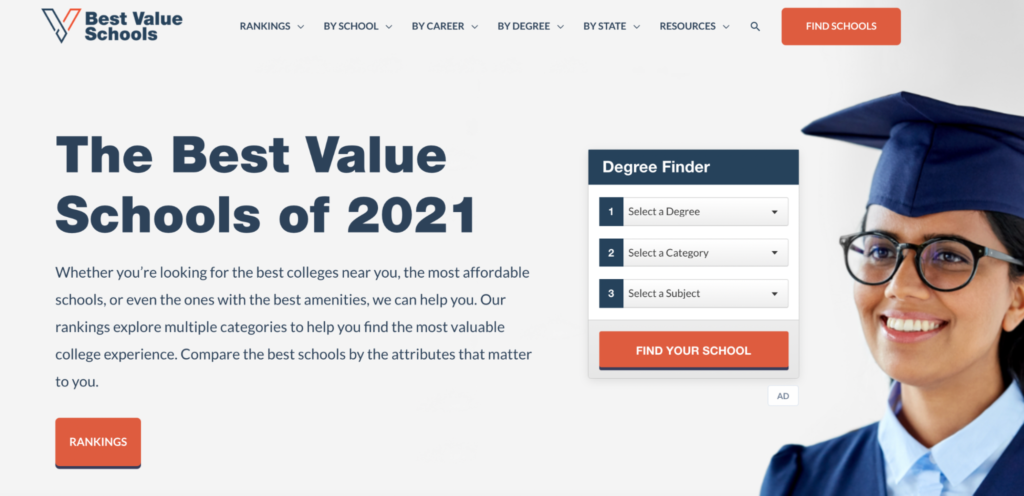 Best Value
Schools
RANKINGS
BY SCHOOL
BY CAREER
BY DEGREE
BY STATE
RESOURCES
FIND SCHOOLS
The Best Value
Schools of 2021
Whether you're looking for the best colleges near you, the most affordable
schools, or even the ones with the best amenities, we can help you. Our
rankings explore multiple categories to help you find the most valuable
college experience. Compare the best schools by the attributes that matter
to you.
RANKINGS
Degree Finder
1 Select a Degree
2 Select a Category
3 Select a Subject
FIND YOUR SCHOOL
AD